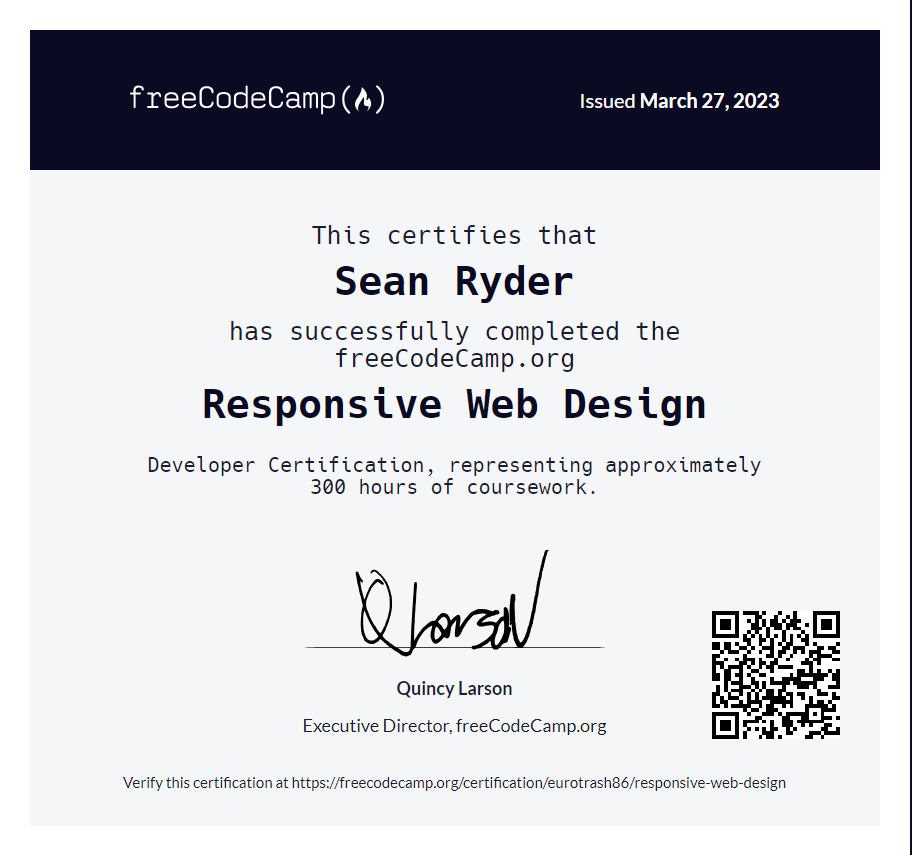 freeCodeCamp
Issued March 27, 2023
This certifies that
Sean Ryder
has successfully completed the
freeCodeCamp.org
Responsive Web Design
Developer Certification, representing approximately
300 hours of coursework.
Q Larson
Quincy Larson
Executive Director, freeCodeCamp.org
Verify this certification at https://freecodecamp.org/certification/eurotrash86/responsive-web-design